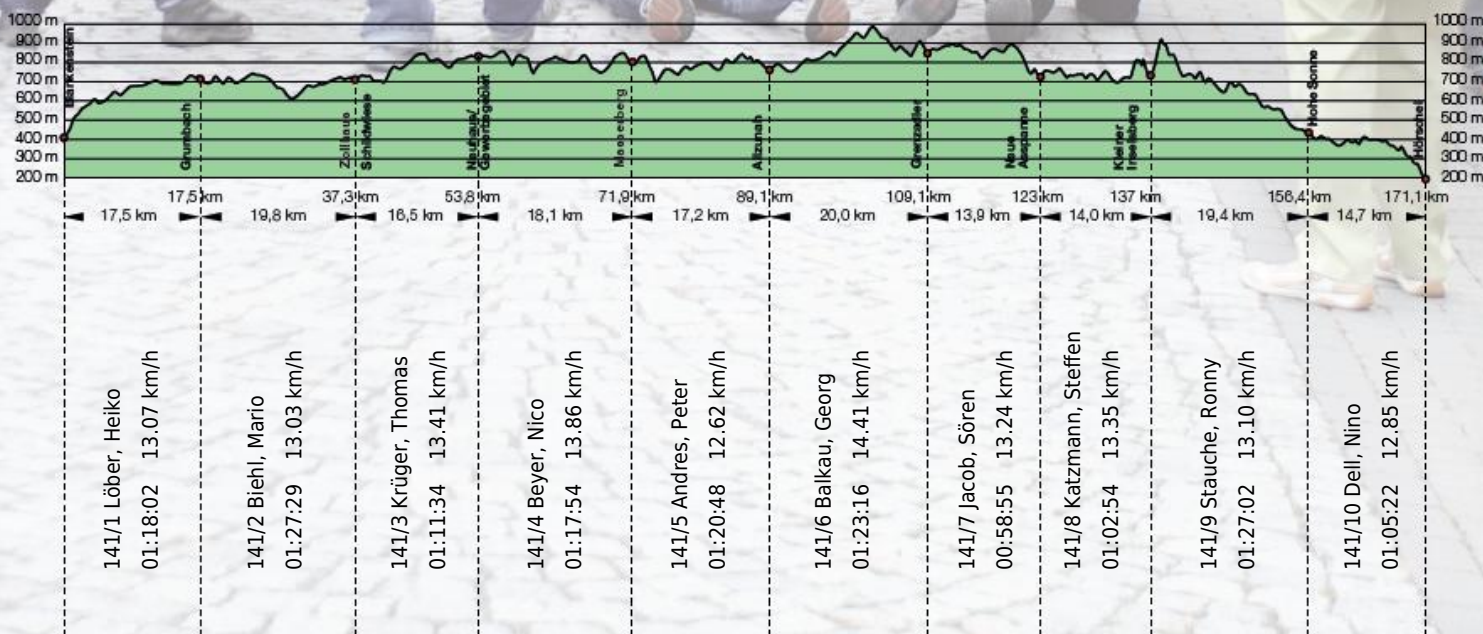 1000 m
900 m
800 m
700 m
600 m
500 m
400 m
300 m
200 m
1000 m
900 m
800 m
700 m
600 m
500 m
400 m
300 m
200 m
Grumbach
Schildwiese
Masserberg
Allzunah
Grenzadler
Neue
Ausspanne
Kleiner
Inselsberg
Hohe Sonne
Hörschel
17,5 km 37,3 km 53,8 km 71,9 km 89,1 km 109,1 km 123 km 137 km 156,4 km 171,1 km
17,5 km 19,8 km 16,5 km 18,1 km 17,2 km 20,0 km 13,9 km 14,0 km 19,4 km 14,7 km
141/1 Löber, Heiko
01:18:02 13.07 km/h
141/2 Biehl, Mario
01:27:29 13.03 km/h
141/3 Krüger, Thomas
01:11:34 13.41 km/h
141/4 Beyer, Nico
01:17:54 13.86 km/h
141/5 Andres, Peter
01:20:48 12.62 km/h
141/6 Balkau, Georg
01:23:16 14.41 km/h
141/7 Jacob, Sören
00:58:55 13.24 km/h
141/8 Katzmann, Steffen
01:02:54 13.35 km/h
141/9 Stauche, Ronny
01:27:02 13.10 km/h
141/10 Dell, Nino
01:05:22 12.85 km/h